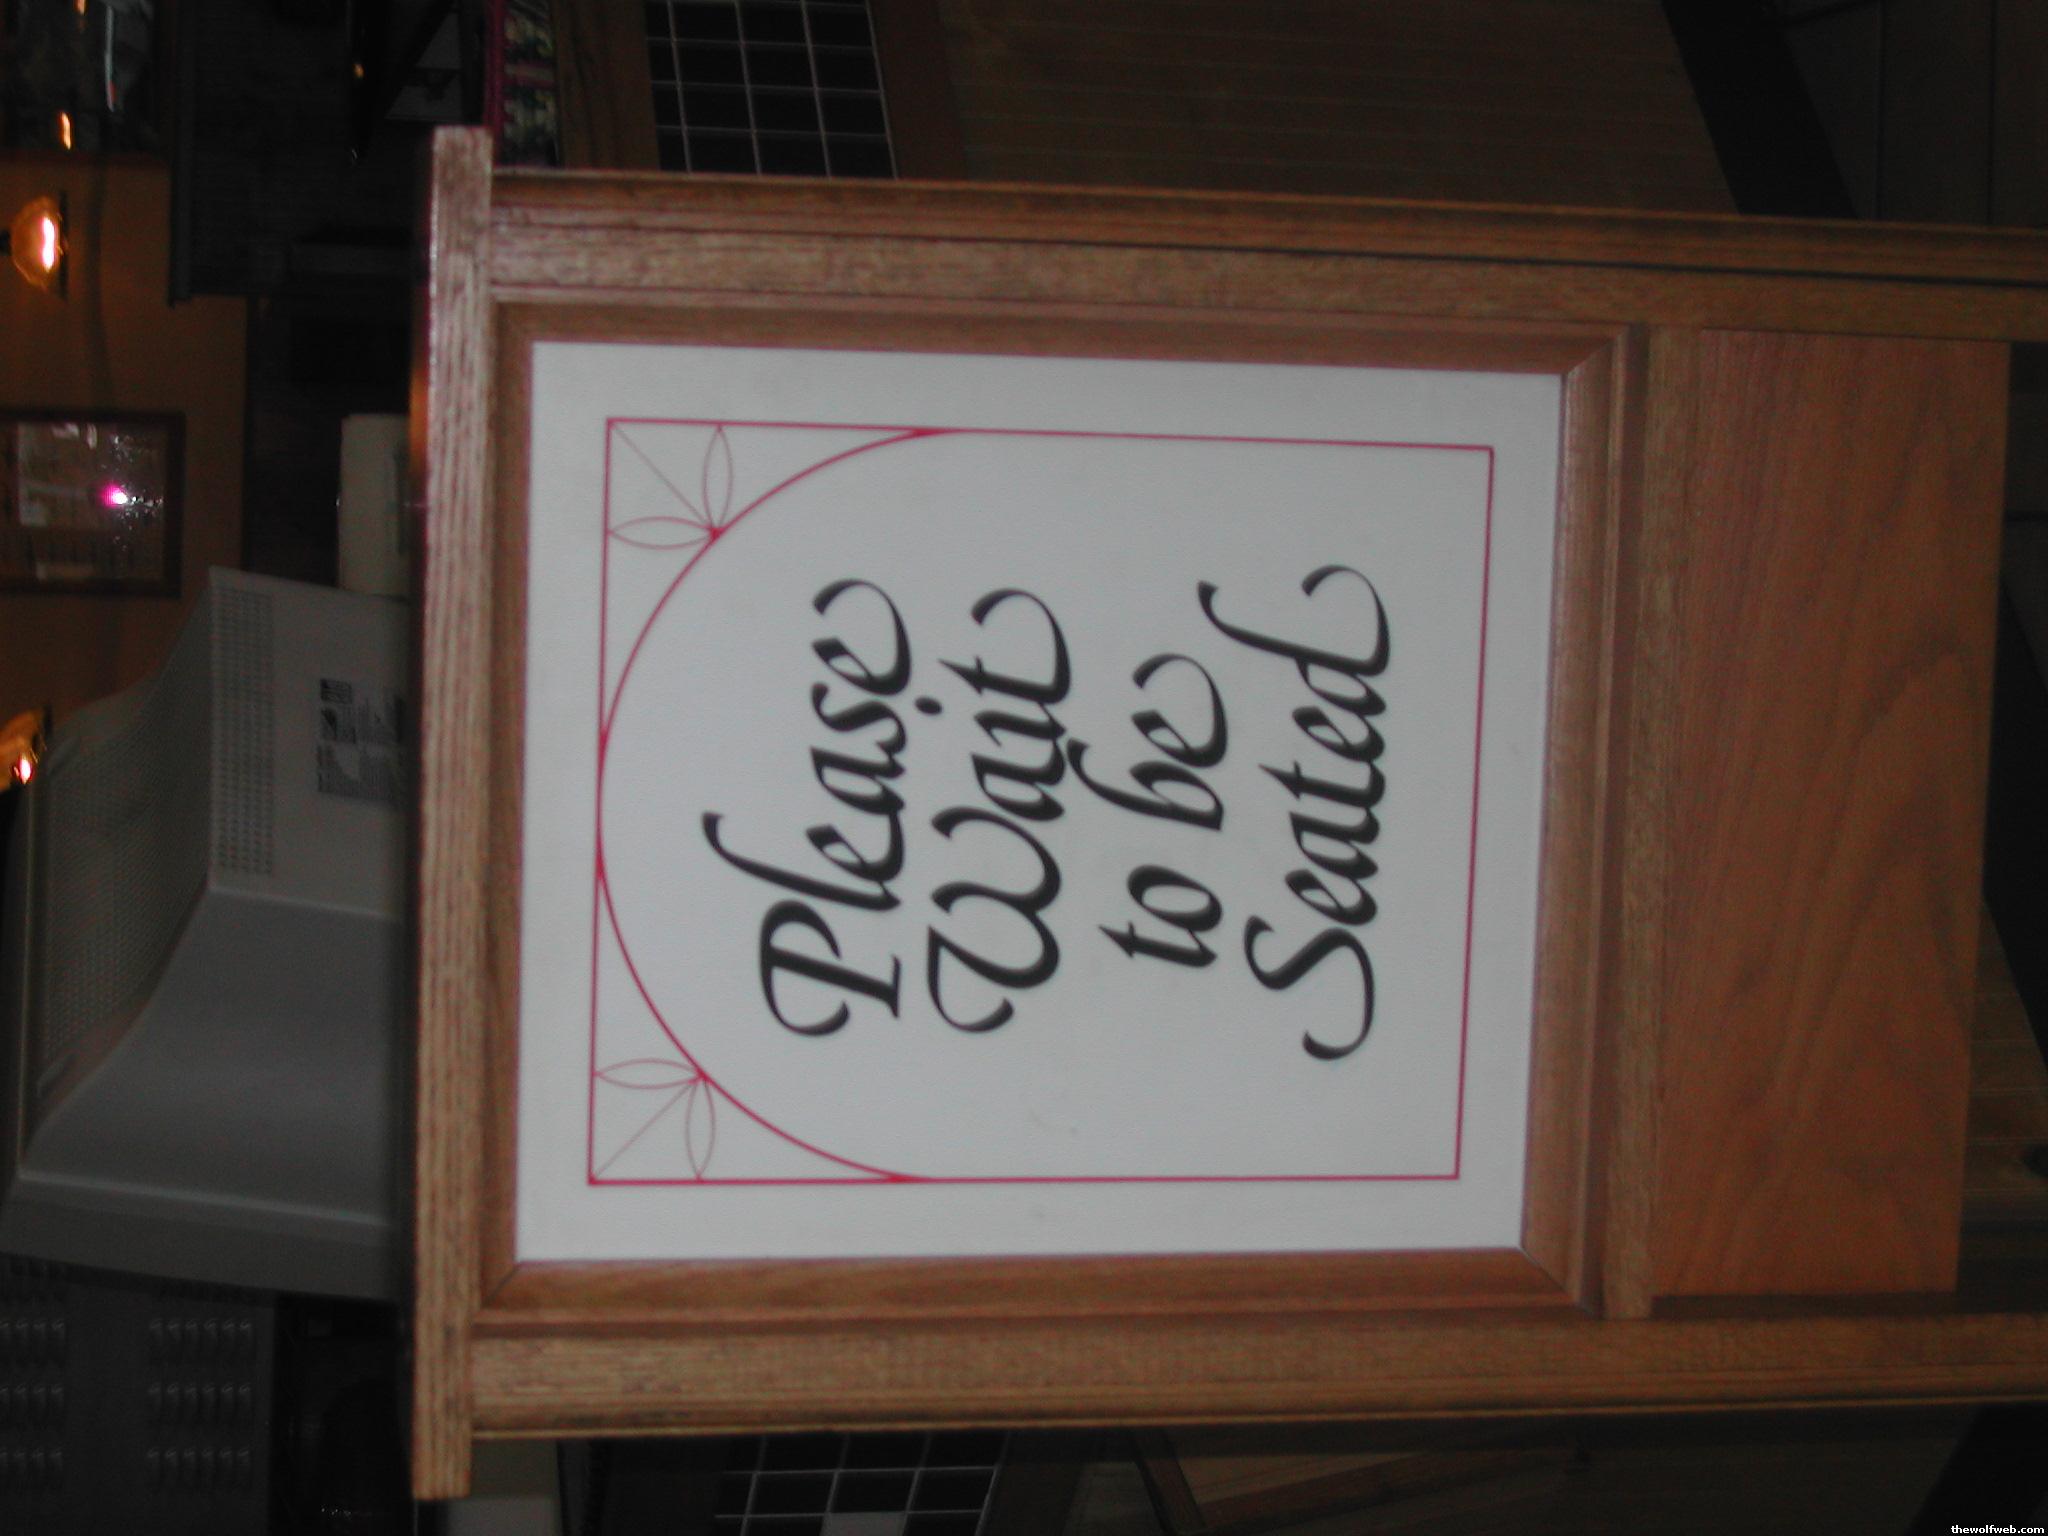 Please
Wait
to be
Seated
thewolfweb.com